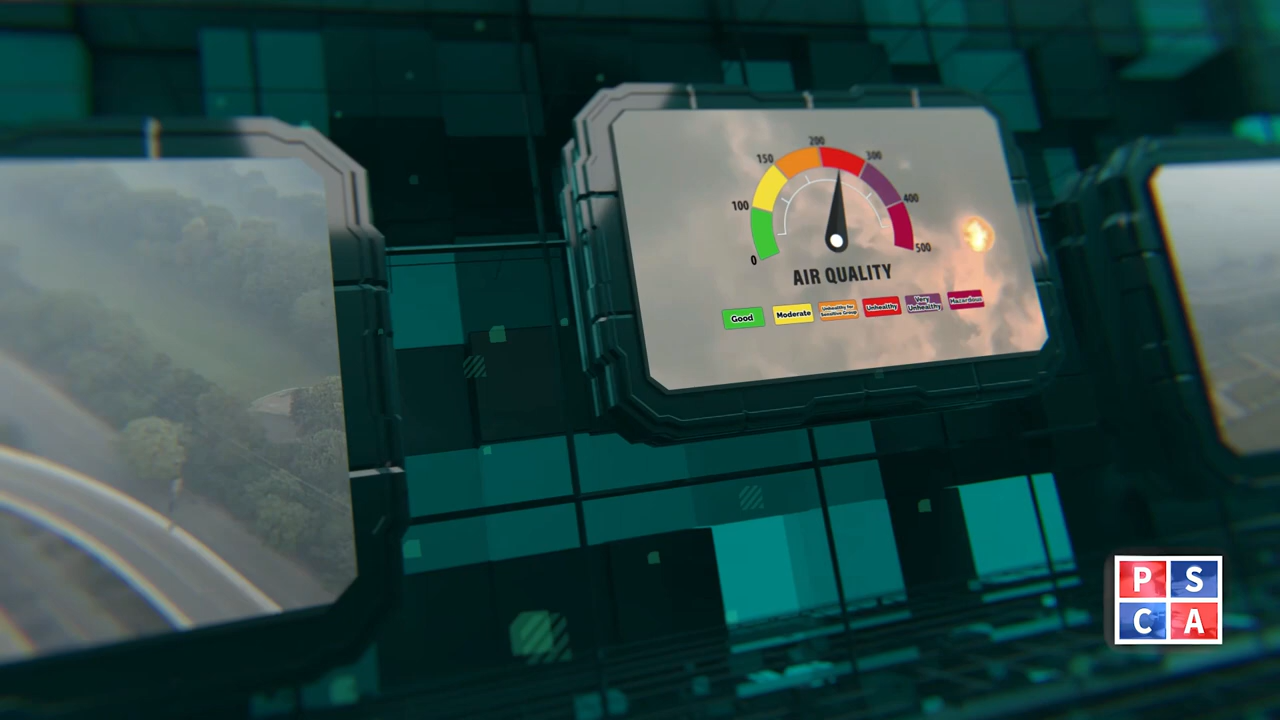 200
150
300
100
400
0
500
AIR QUALITY
Good
Moderate
Unhealthy for
Sensitive Group
Unhealthy
Very
Unhealthy
Hazardous
P S
C A